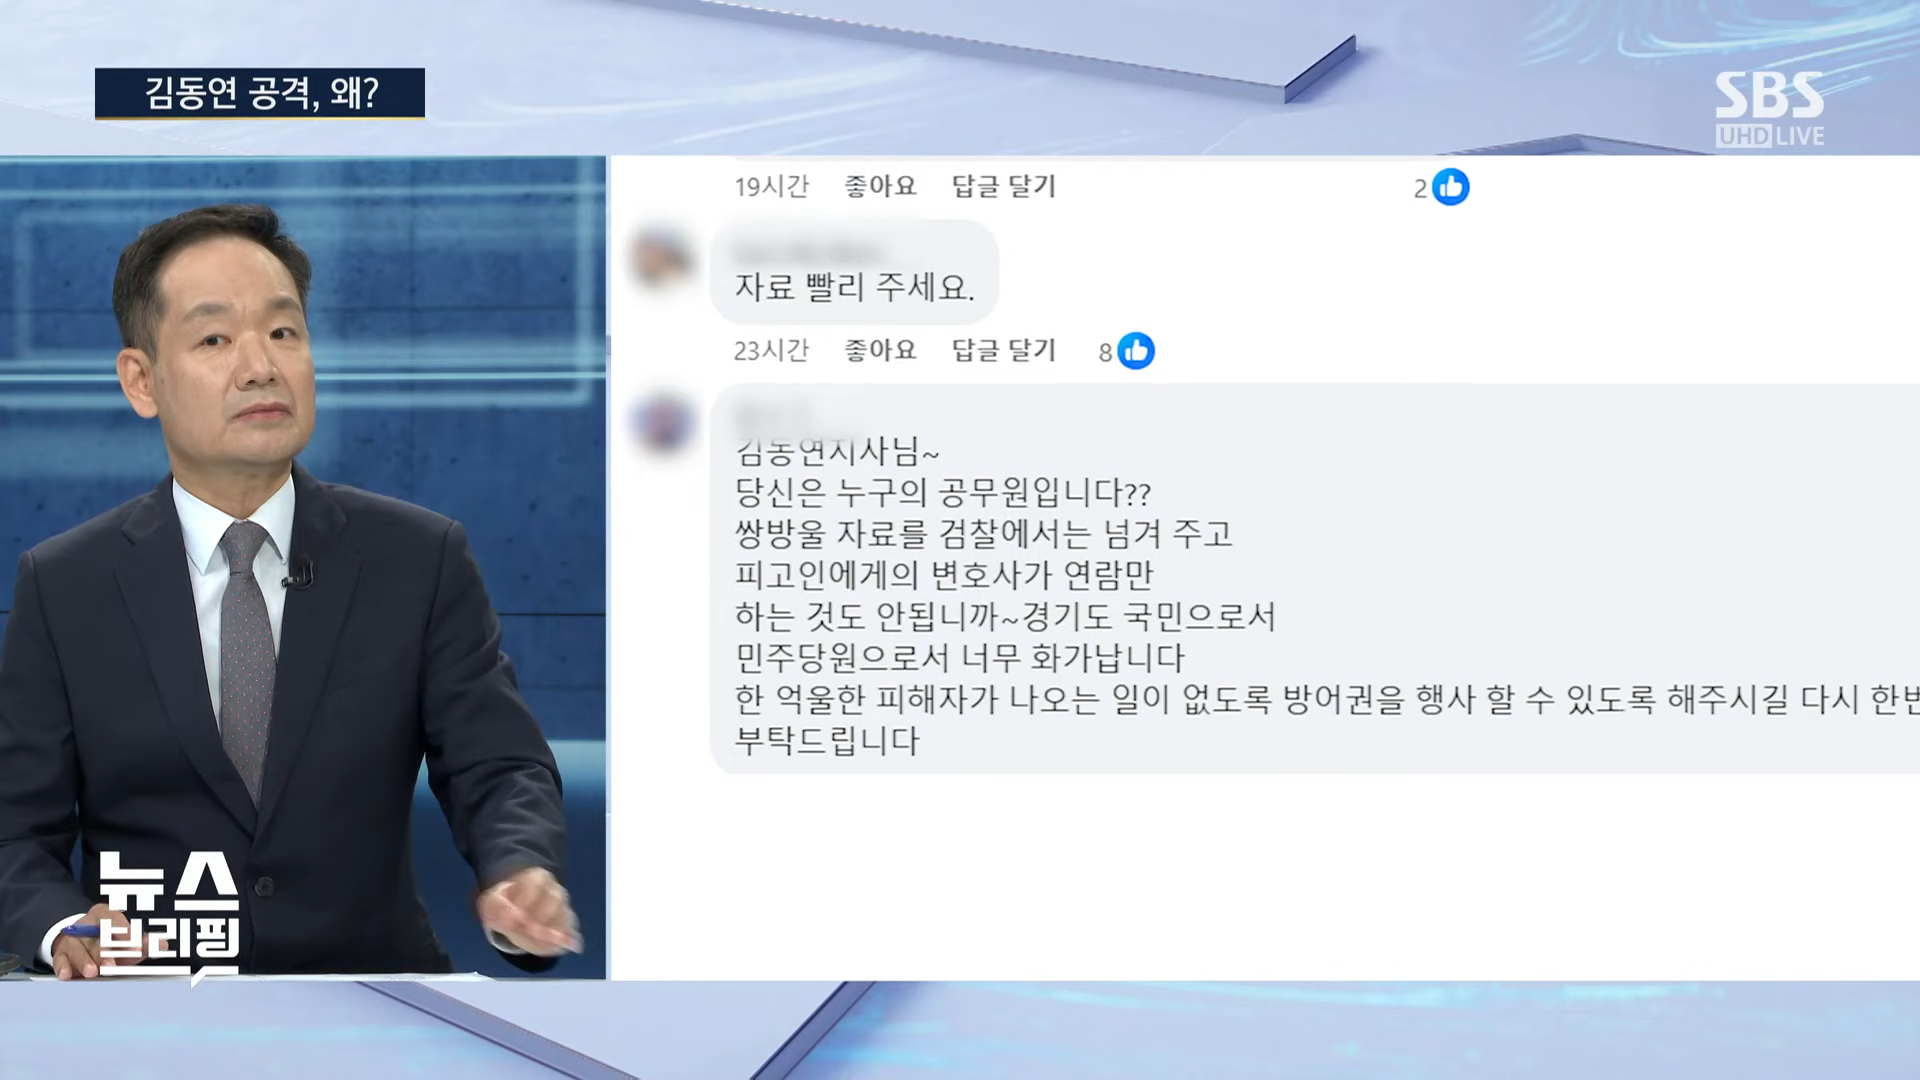 김동연 공격, 왜?
SBS
UHD LIVE
19시간 좋아요 답글 달기 2
자료 빨리 주세요.
23시간 좋아요 답글 달기 8
김동연지사님~
당신은 누구의 공무원입니다??
쌍방울 자료를 검찰에서는 넘겨 주고
피고인에게의 변호사가 연람만
하는 것도 안됩니까~경기도 국민으로서
민주당원으로서 너무 화가납니다
한 억울한 피해자가 나오는 일이 없도록 방어권을 행사 할 수 있도록 해주시길 다시 한번
부탁드립니다
뉴스
브리핑